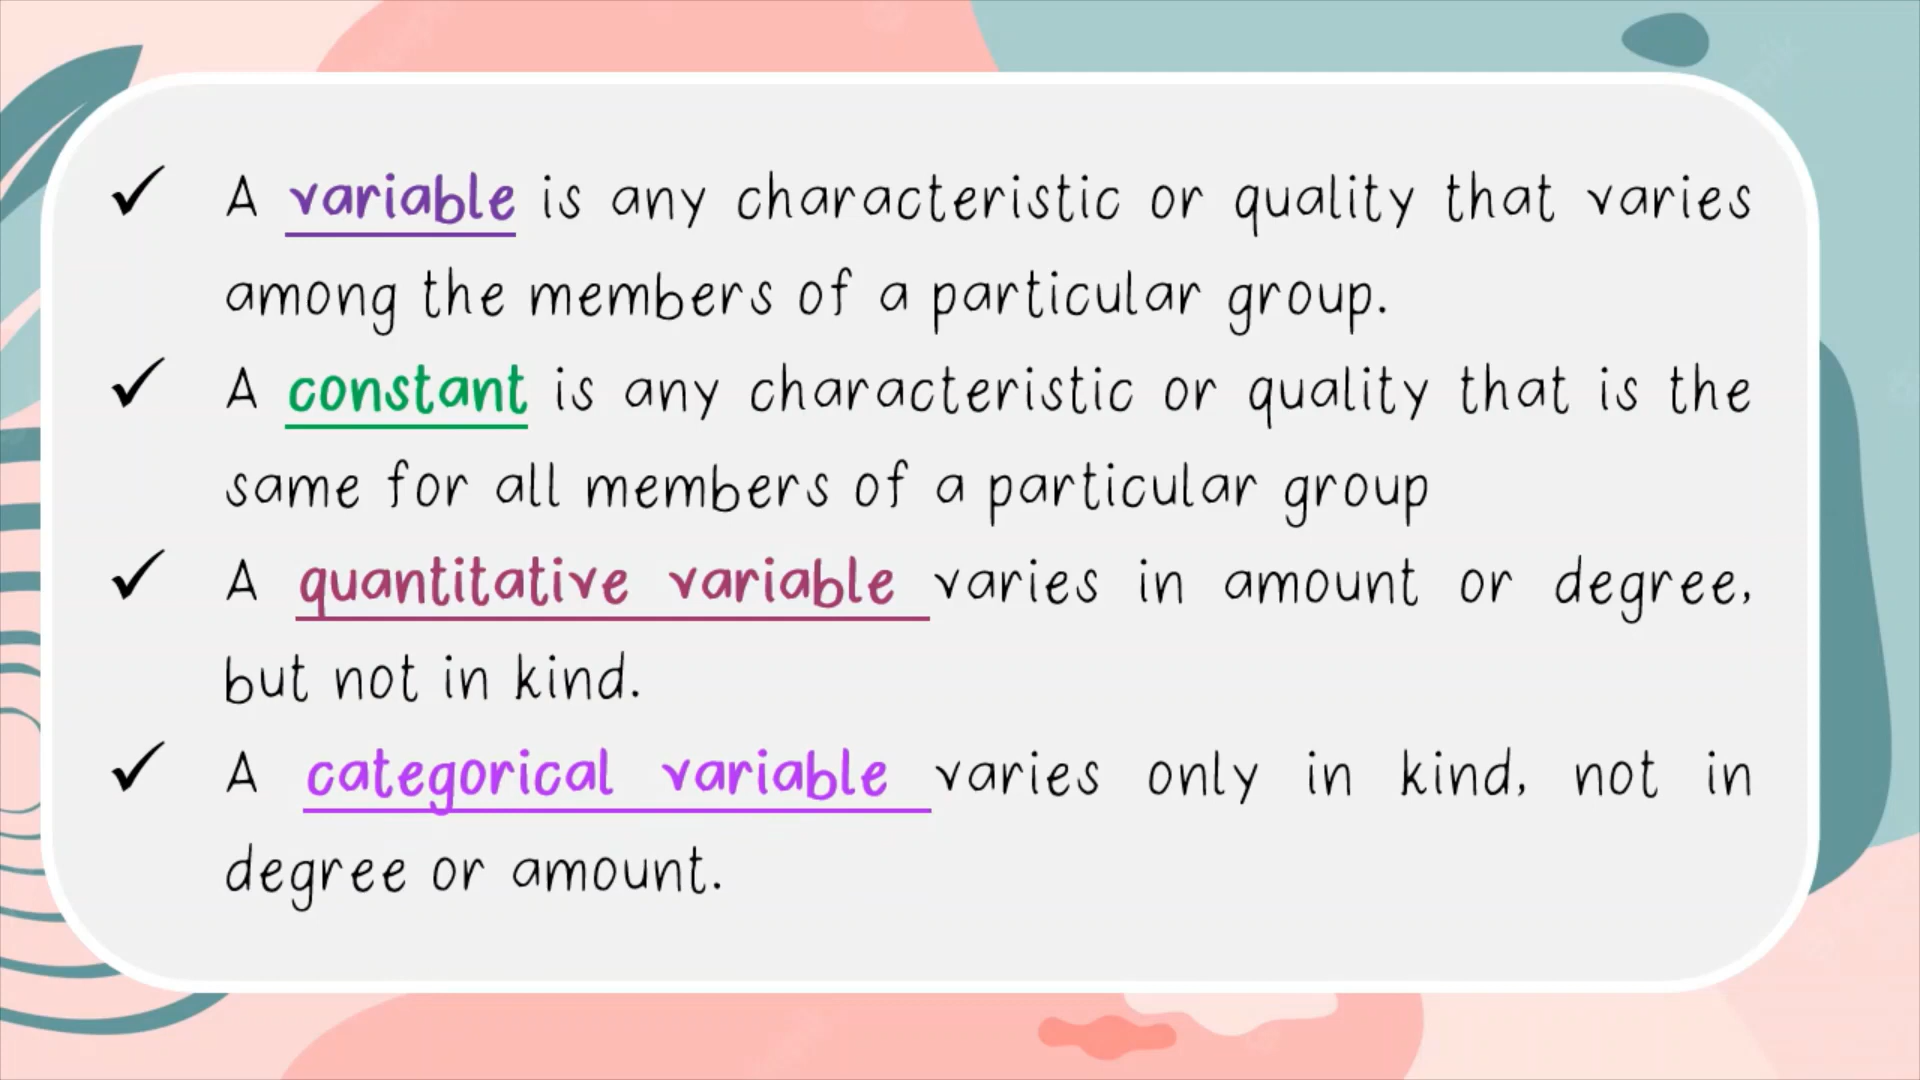 ✓ A variable is any characteristic or quality that varies
among the members of a particular group.
✓ A constant is any characteristic or quality that is the
same for all members of a particular group
✓ A quantitative variable varies in amount or degree,
but not in kind.
✓ A categorical variable varies only in kind, not in
degree or amount.